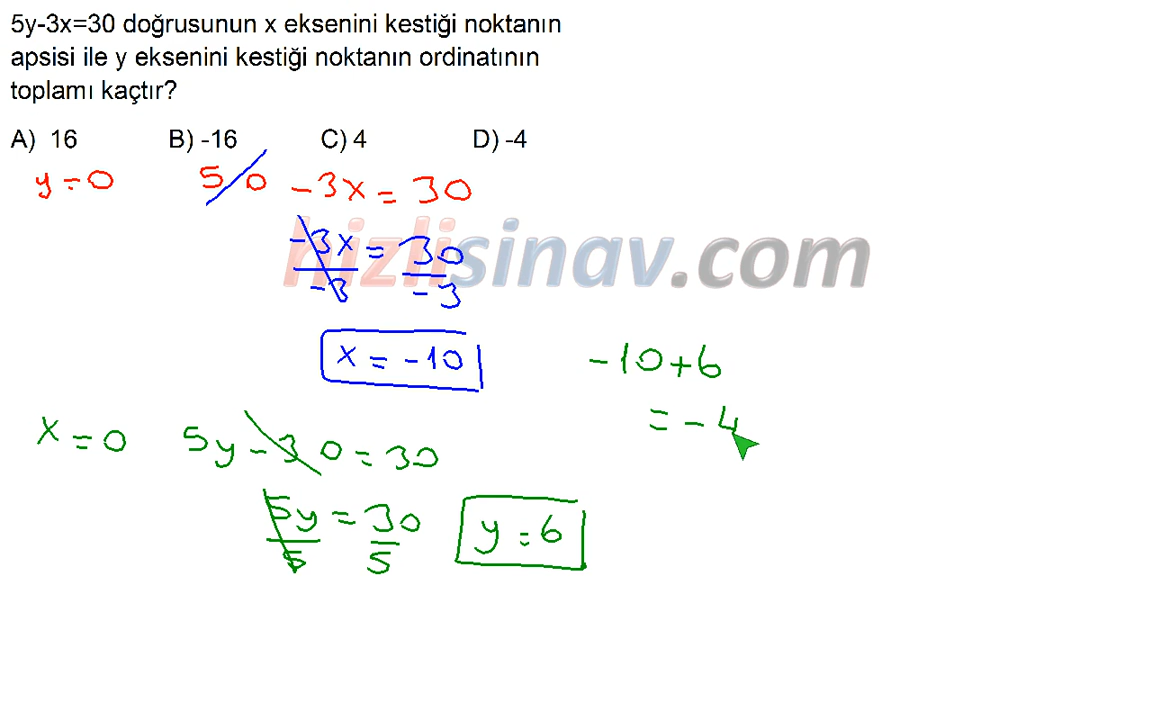 5y-3x=30 doğrusunun x eksenini kestiği noktanın
apsisi ile y eksenini kestiği noktanın ordinatının
toplamı kaçtır?
A) 16 B) -16 C) 4 D) -4
y = 0 5 0 - 3x = 30
hizlisinav.com
-3x = 30
-3 -3
x = -10
-10+6
= -4
x = 0 5y - 3 0 = 30
5y = 30
5 5
y = 6